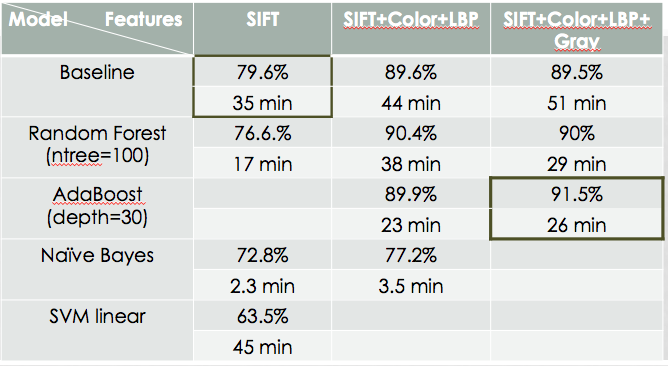 Model Features SIFT SIFT+Color+LBP SIFT+Color+LBP+
Gray
Baseline 79.6% 89.6% 89.5%
35 min 44 min 51 min
Random Forest 76.6.% 90.4% 90%
(ntree=100) 17 min 38 min 29 min
AdaBoost 89.9% 91.5%
(depth=30) 23 min 26 min
Naïve Bayes 72.8% 77.2%
2.3 min 3.5 min
SVM linear 63.5%
45 min